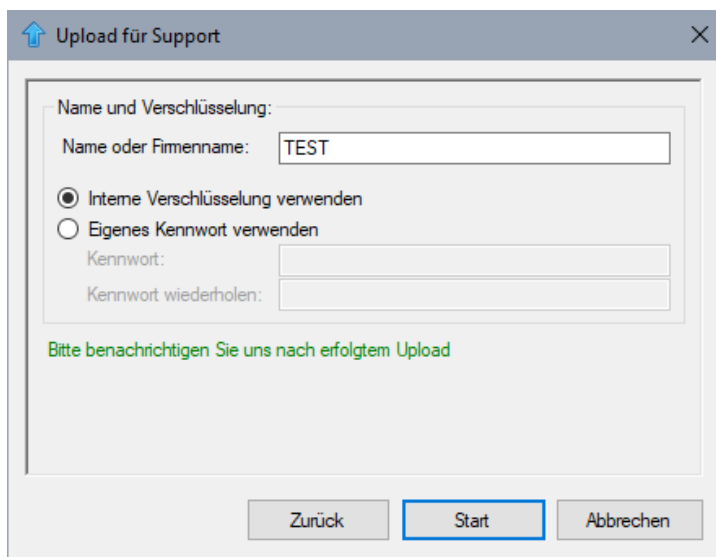 Upload für Support
Name und Verschlüsselung:
Name oder Firmenname: TEST
Interne Verschlüsselung verwenden
Eigenes Kennwort verwenden
Kennwort:
Kennwort wiederholen:
Bitte benachrichtigen Sie uns nach erfolgtem Upload
Zurück Start Abbrechen